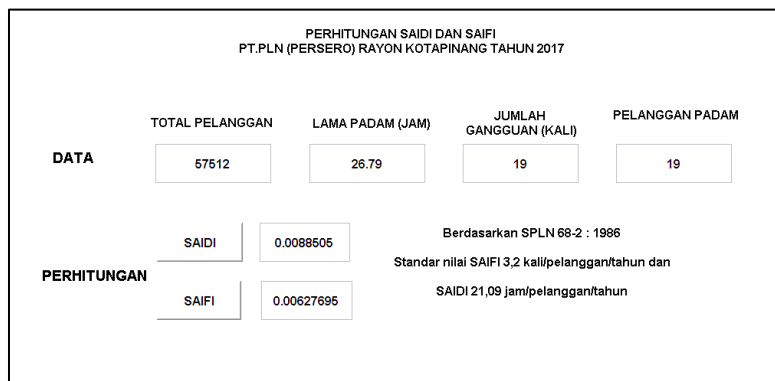 PERHITUNGAN SAIDI DAN SAIFI
PT.PLN (PERSERO) RAYON KOTAPINANG TAHUN 2017
TOTAL PELANGGAN
LAMA PADAM (JAM)
JUMLAH
GANGGUAN (KALI)
PELANGGAN PADAM
DATA
57512
26.79
19
19
PERHITUNGAN
SAIDI
0.0088505
SAIFI
0.00627695
Berdasarkan SPLN 68-2 : 1986
Standar nilai SAIFI 3,2 kali/pelanggan/tahun dan
SAIDI 21,09 jam/pelanggan/tahun